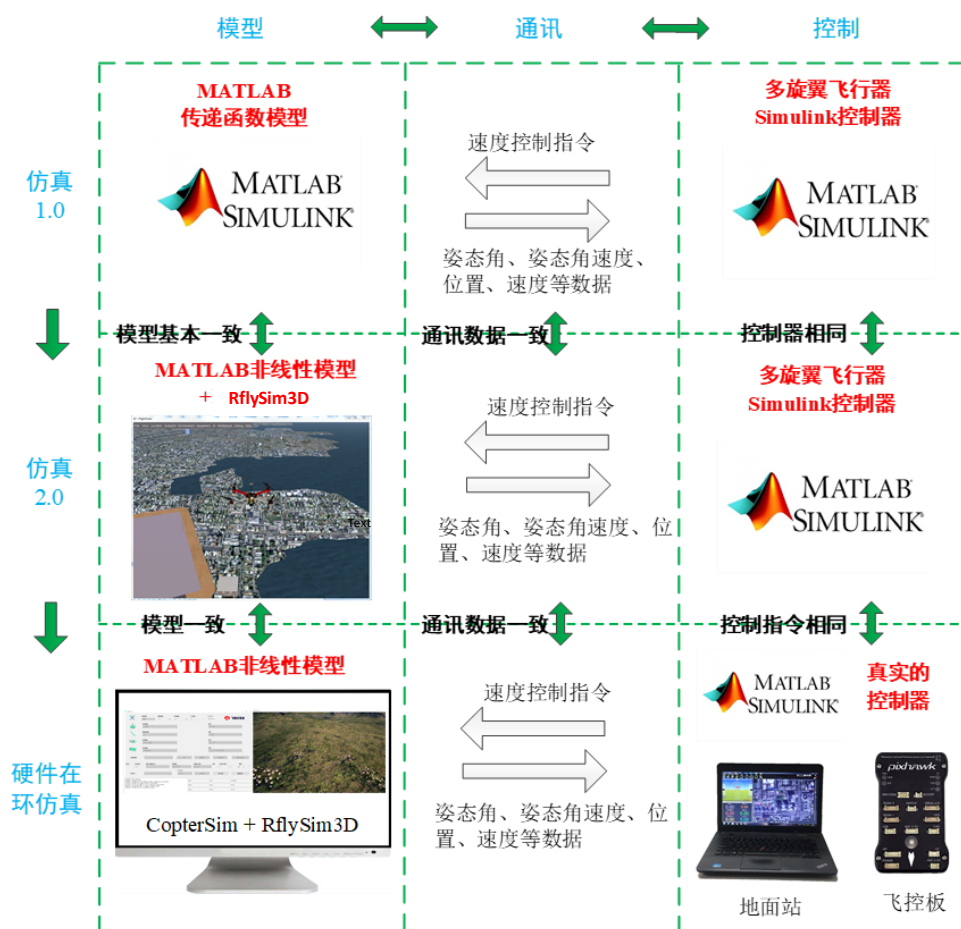 模型
通讯
控制
仿真
1.0
MATLAB
传递函数模型
MATLAB
SIMULINK®
速度控制指令
姿态角、姿态角速度、
位置、速度等数据
多旋翼飞行器
Simulink控制器
MATLAB
SIMULINK®
模型基本一致
通讯数据一致
控制器相同
仿真
2.0
MATLAB非线性模型
+ RflySim3D
Text
速度控制指令
姿态角、姿态角速度、位
置、速度等数据
多旋翼飞行器
Simulink控制器
MATLAB
SIMULINK®
模型一致
通讯数据一致
控制指令相同
硬件在
环仿真
MATLAB非线性模型
CopterSim + RflySim3D
速度控制指令
姿态角、姿态角速度、位
置、速度等数据
MATLAB
SIMULINK®
真实的
控制器
pixhawk
地面站
飞控板